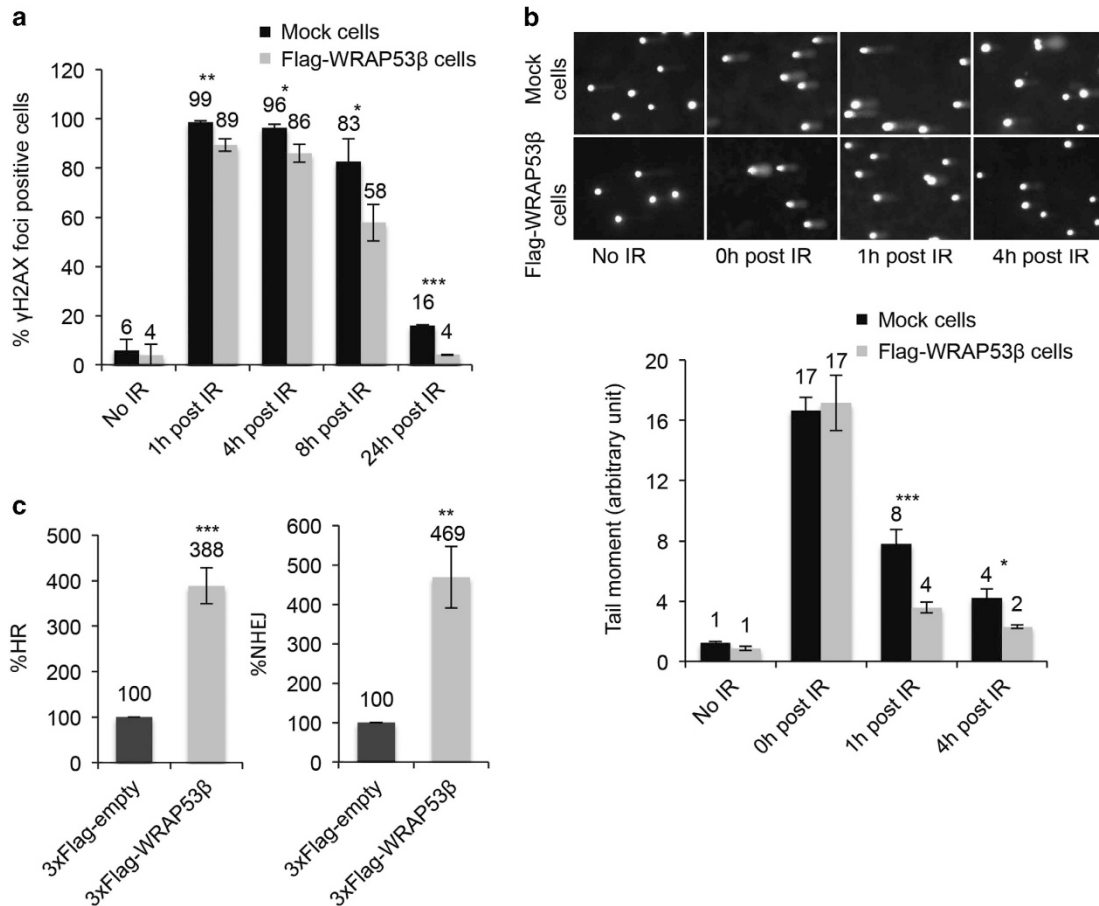 a
Mock cells
Flag-WRAP53β cells
% γH2AX foci positive cells
120
100
80
60
40
20
0
6
4
**
99
89
*
96
86
*
83
58
***
16
4
No IR
1h post IR
4h post IR
8h post IR
24h post IR
b
Mock cells
Flag-WRAP53β cells
No IR
0h post IR
1h post IR
4h post IR
Mock cells
Flag-WRAP53β cells
Tail moment (arbitrary unit)
20
16
12
8
4
0
1
1
17
17
***
8
4
*
4
2
No IR
0h post IR
1h post IR
4h post IR
c
%HR
500
400
300
200
100
0
100
***
388
3xFlag-empty
3xFlag-WRAP53β
%NHEJ
600
500
400
300
200
100
0
100
**
469
3xFlag-empty
3xFlag-WRAP53β